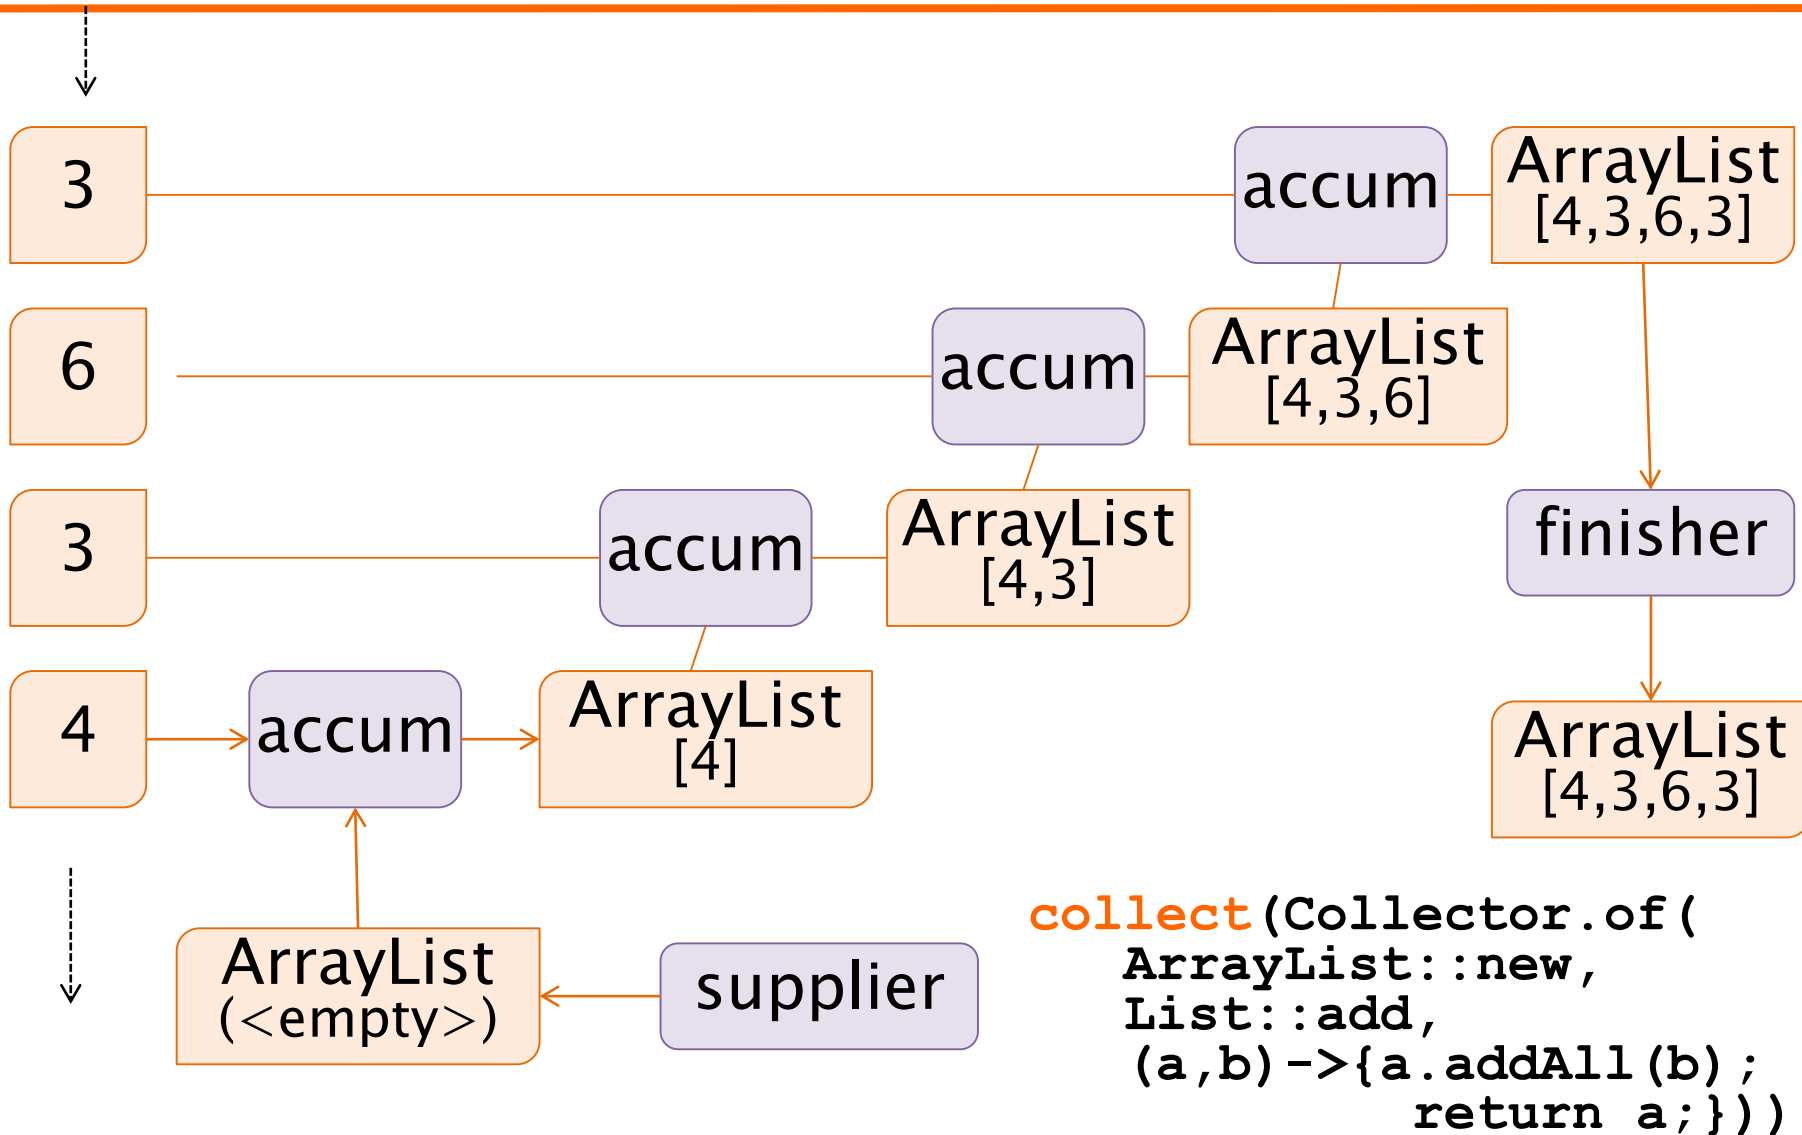 3
accum
ArrayList
[4,3,6,3]
6
accum
ArrayList
[4,3,6]
3
accum
ArrayList
[4,3]
finisher
4
accum
ArrayList
[4]
ArrayList
[4,3,6,3]
ArrayList
(<empty>)
supplier
collect(Collector.of(
ArrayList::new,
List::add,
(a,b)->{a.addAll(b);
return a;}))